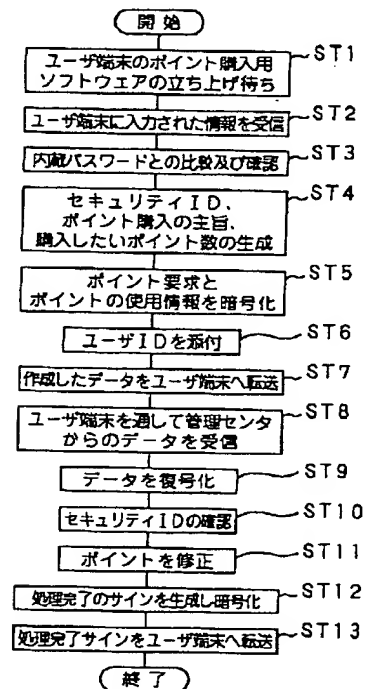 開始
ユーザ端末のポイント購入用
ソフトウェアの立ち上げ待ち
ST1
ユーザ端末に入力された情報を受信
ST2
内蔵パスワードとの比較及び確認
ST3
セキュリティID、
ポイント購入の主旨、
購入したいポイント数の生成
ST4
ポイント要求と
ポイントの使用情報を暗号化
ST5
ユーザIDを添付
ST6
作成したデータをユーザ端末へ転送
ST7
ユーザ端末を通して管理センタ
からのデータを受信
ST8
データを復号化
ST9
セキュリティIDの確認
ST10
ポイントを修正
ST11
処理完了のサインを生成し暗号化
ST12
処理完了サインをユーザ端末へ転送
ST13
終了